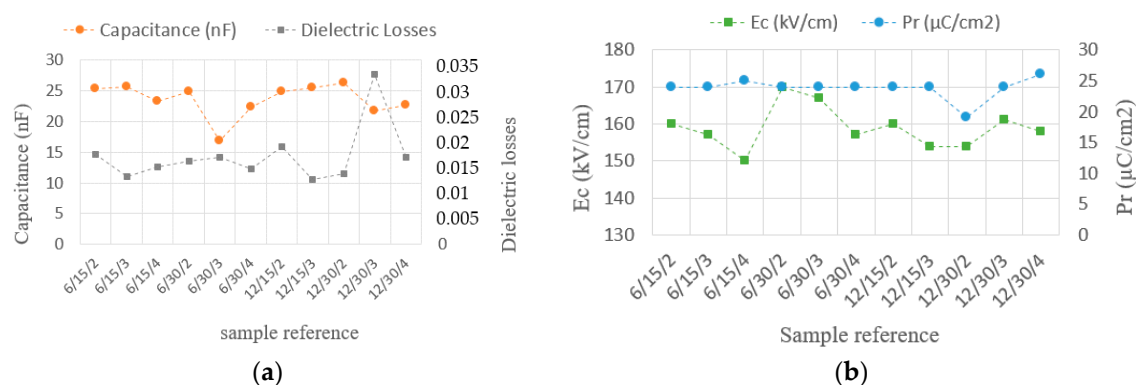 Capacitance (nF) Dielectric Losses
30
25
20
15
10
5
0
Capacitance (nF)
0.035
0.03
0.025
0.02
0.015
0.01
0.005
0
Dielectric losses
6/15/2 6/15/3 6/15/4 6/30/2 6/30/3 6/30/4 12/15/2 12/15/3 12/30/2 12/30/3 12/30/4
sample reference
(a)
Ec (kV/cm) Pr (µC/cm2)
180
170
160
150
140
130
Ec (kV/cm)
30
25
20
15
10
5
0
Pr (µC/cm2)
6/15/2 6/15/3 6/15/4 6/30/2 6/30/3 6/30/4 12/15/2 12/15/3 12/30/2 12/30/3 12/30/4
Sample reference
(b)